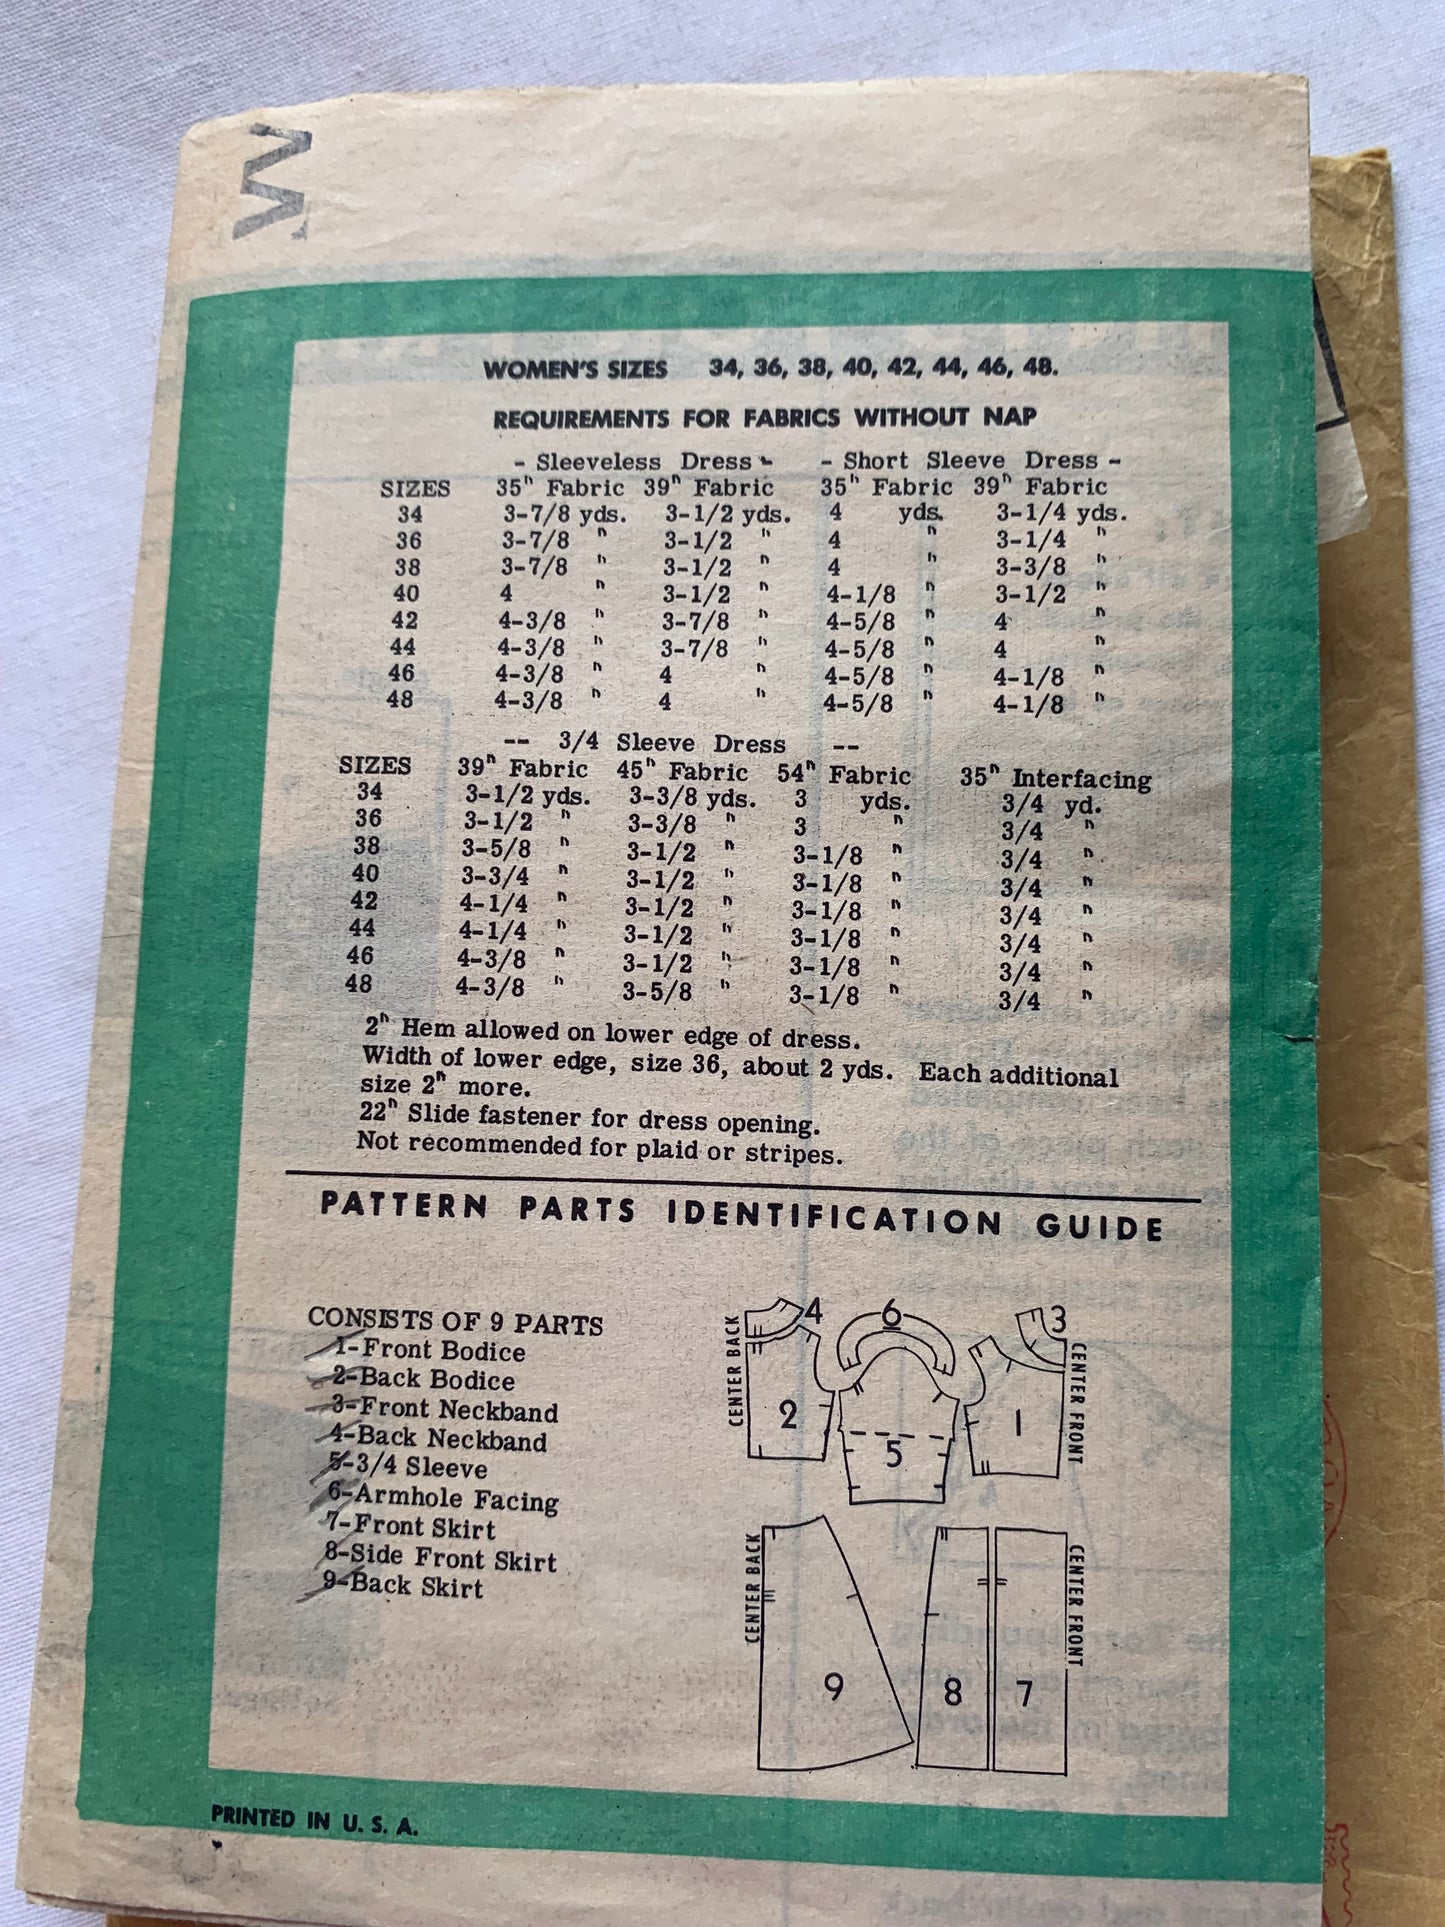 W
WOMEN'S SIZES 34, 36, 38, 40, 42, 44, 46, 48.
REQUIREMENTS FOR FABRICS WITHOUT NAP
- Sleeveless Dress - - Short Sleeve Dress -
SIZES 35" Fabric 39" Fabric 35" Fabric 39" Fabric
34 3-7/8 yds. 3-1/2 yds. 4 yds. 3-1/4 yds.
36 3-7/8 " 3-1/2 " 4 " 3-1/4 "
38 3-7/8 " 3-1/2 " 4 " 3-3/8 "
40 4 " 3-1/2 " 4-1/8 " 3-1/2 "
42 4-3/8 " 3-7/8 " 4-5/8 " 4 "
44 4-3/8 " 3-7/8 " 4-5/8 " 4 "
46 4-3/8 " 4 " 4-5/8 " 4-1/8 "
48 4-3/8 " 4 " 4-5/8 " 4-1/8 "
-- 3/4 Sleeve Dress --
SIZES 39" Fabric 45" Fabric 54" Fabric 35" Interfacing
34 3-1/2 yds. 3-3/8 yds. 3 yds. 3/4 yd.
36 3-1/2 " 3-3/8 " 3 " 3/4 "
38 3-5/8 " 3-1/2 " 3-1/8 " 3/4 "
40 3-3/4 " 3-1/2 " 3-1/8 " 3/4 "
42 4-1/4 " 3-1/2 " 3-1/8 " 3/4 "
44 4-1/4 " 3-1/2 " 3-1/8 " 3/4 "
46 4-3/8 " 3-1/2 " 3-1/8 " 3/4 "
48 4-3/8 " 3-5/8 " 3-1/8 " 3/4 "
2" Hem allowed on lower edge of dress.
Width of lower edge, size 36, about 2 yds. Each additional
size 2" more.
22" Slide fastener for dress opening.
Not recommended for plaid or stripes.
PATTERN PARTS IDENTIFICATION GUIDE
CONSISTS OF 9 PARTS
1-Front Bodice
2-Back Bodice
3-Front Neckband
4-Back Neckband
5-3/4 Sleeve
6-Armhole Facing
7-Front Skirt
8-Side Front Skirt
9-Back Skirt
4 6 3
CENTER BACK
2 5 1
CENTER FRONT
CENTER BACK
9 8 7
CENTER FRONT
PRINTED IN U. S. A.